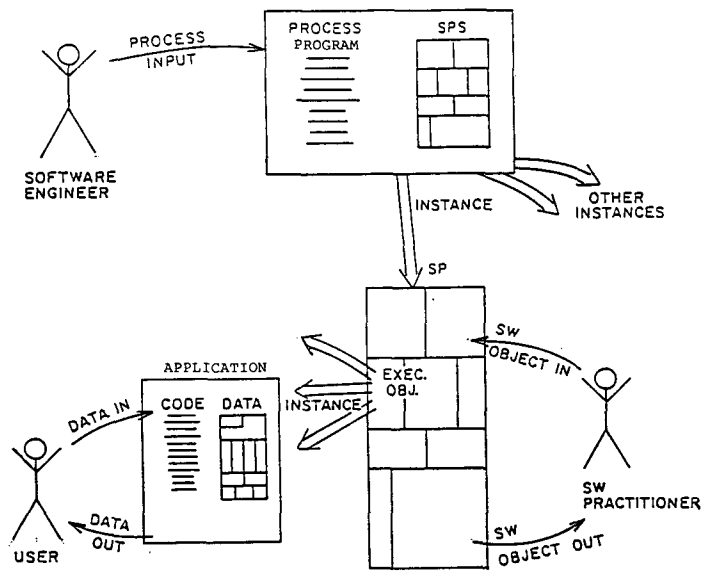 PROCESS
INPUT
PROCESS
PROGRAM
SPS
SOFTWARE
ENGINEER
INSTANCE
OTHER
INSTANCES
SP
SW
OBJECT IN
EXEC.
OBJ.
INSTANCE
APPLICATION
CODE
DATA
DATA IN
DATA
OUT
USER
SW
PRACTITIONER
SW
OBJECT OUT